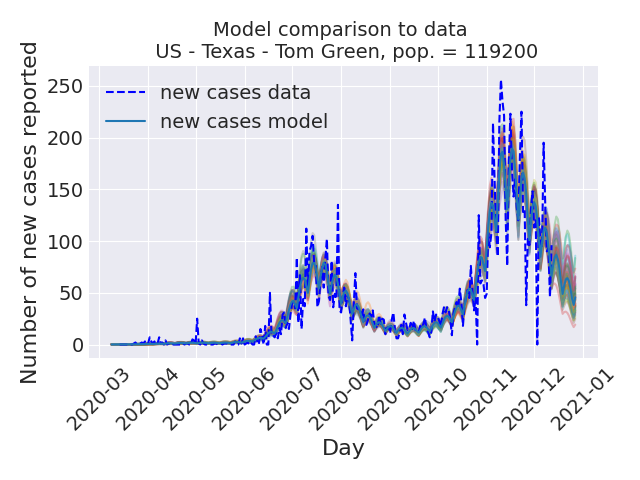 Model comparison to data
US - Texas - Tom Green, pop. = 119200
Number of new cases reported
250
200
150
100
50
0
new cases data
new cases model
2020-03
2020-04
2020-05
2020-06
2020-07
2020-08
2020-09
2020-10
2020-11
2020-12
2021-01
Day